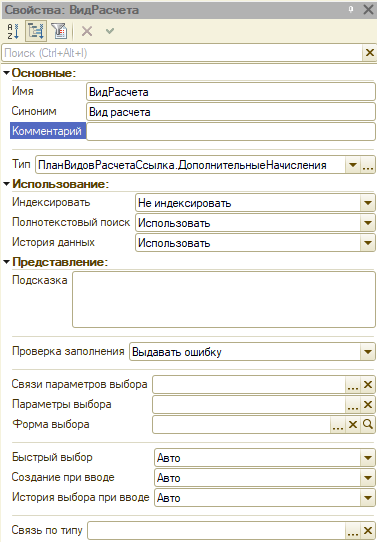 Свойства: ВидРасчета
Поиск (Ctrl+Alt+I)
Основные:
Имя ВидРасчета
Синоним Вид расчета
Комментарий
Тип ПланВидовРасчетаСсылка.ДополнительныеНачисления ...
Использование:
Индексировать Не индексировать
Полнотекстовый поиск Использовать
История данных Использовать
Представление:
Подсказка
Проверка заполнения Выдавать ошибку
Связи параметров выбора ...
Параметры выбора ...
Форма выбора ...
Быстрый выбор Авто
Создание при вводе Авто
История выбора при вводе Авто
Связь по типу ...